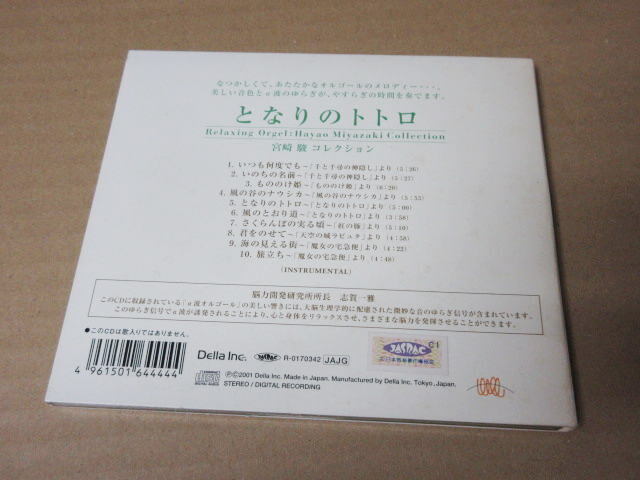 なつかしくて、あたたかなオルゴールのメロディー‥‥。
美しい音色とα波のゆらぎが、やすらぎの時間を奏でます。
となりのトトロ
Relaxing Orgel:Hayao Miyazaki Collection
宮崎 駿 コレクション
1. いつも何度でも~「千と千尋の神隠し」より (5:26)
2. いのちの名前~「千と千尋の神隠し」より (5:27)
3. もののけ姫~「もののけ姫」より (6:20)
4. 風の谷のナウシカ~「風の谷のナウシカ」より (5:55)
5. となりのトトロ~「となりのトトロ」より (5:00)
6. 風のとおり道~「となりのトトロ」より (3:58)
7. さくらんぼの実る頃~「紅の豚」より (5:10)
8. 君をのせて~「天空の城ラピュタ」より (4:58)
9. 海の見える街~「魔女の宅急便」より (4:22)
10. 旅立ち~「魔女の宅急便」より (4:48)
(INSTRUMENTAL)
脳力開発研究所所長 志賀一雅
このCDに収録されている「α波オルゴール」の美しい響きには、大脳生理学的に配慮された微妙な音のゆらぎ信号が含まれています。
このゆらぎ信号でα波が誘発されることにより、心と身体をリラックスさせ、さまざまな脳力を発揮させることができます。
●このCDは歌入りではありません。
4 961501 644444
Della Inc.
JASRAC
R-0170342
JAJG
JASRAC
C1
COMPACT disc DIGITAL AUDIO
℗©2001 Della Inc. Made in Japan. Manufactured by Della Inc. Tokyo, Japan.
STEREO / DIGITAL RECORDING